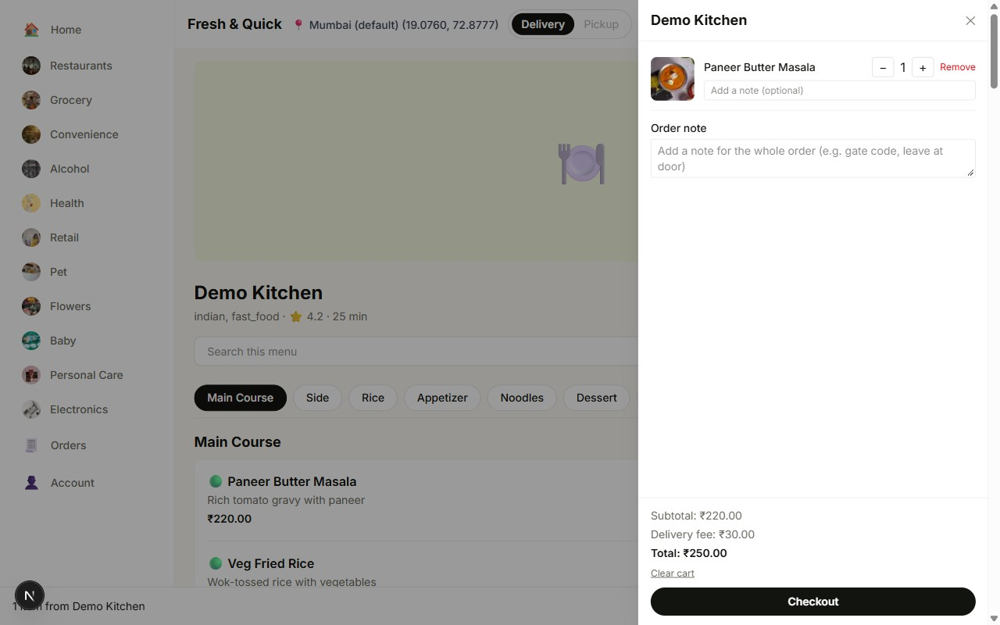 Home
Restaurants
Grocery
Convenience
Alcohol
Health
Retail
Pet
Flowers
Baby
Personal Care
Electronics
Orders
Account
Fresh & Quick
Mumbai (default) (19.0760, 72.8777)
Delivery
Pickup
Demo Kitchen
indian, fast_food · 4.2 · 25 min
Search this menu
Main Course
Side
Rice
Appetizer
Noodles
Dessert
Main Course
Paneer Butter Masala
Rich tomato gravy with paneer
₹220.00
Veg Fried Rice
Wok-tossed rice with vegetables
N
1 from Demo Kitchen
Demo Kitchen
Paneer Butter Masala
− 1 + Remove
Add a note (optional)
Order note
Add a note for the whole order (e.g. gate code, leave at
door)
Subtotal: ₹220.00
Delivery fee: ₹30.00
Total: ₹250.00
Clear cart
Checkout